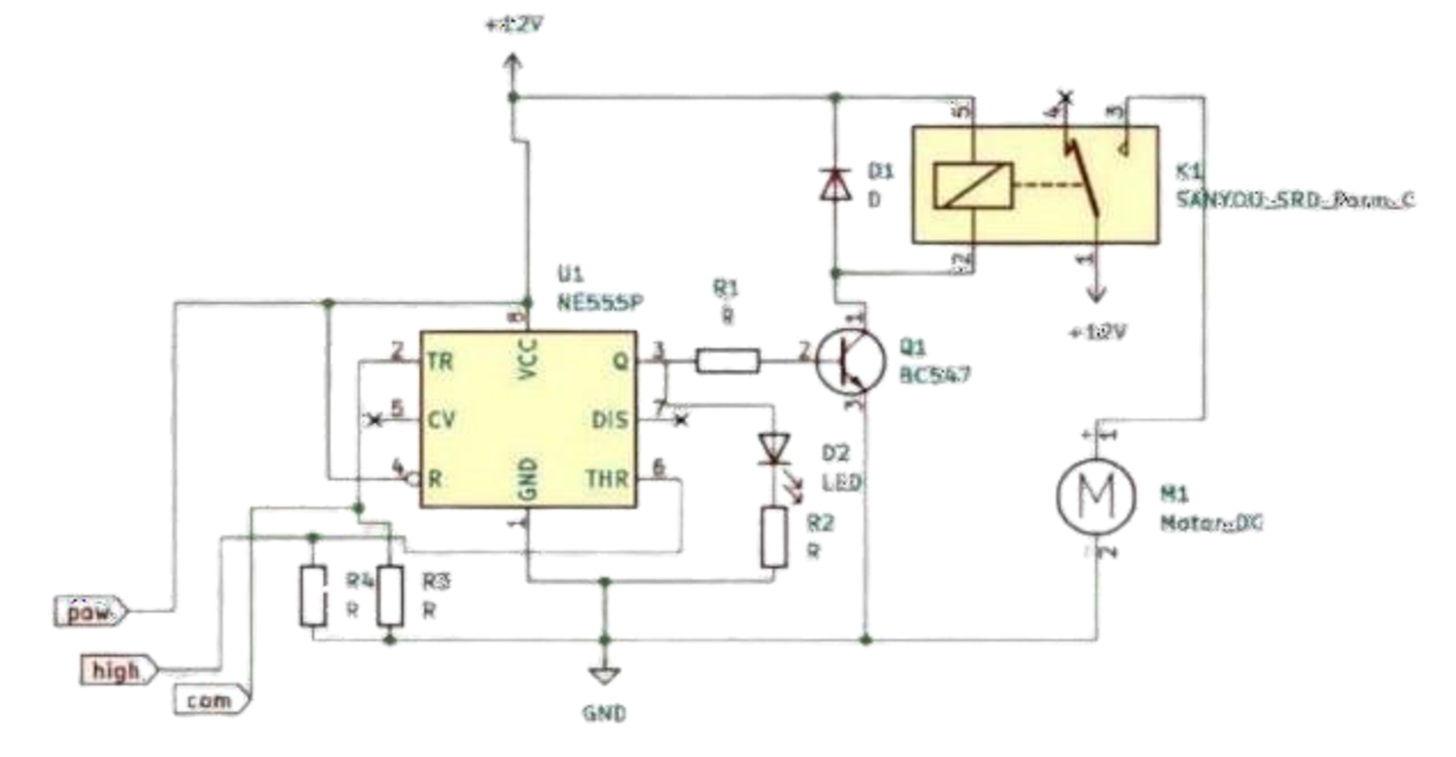 +12V
5
4
3
D1
D
K1
SANYOU_SRD_Form_C
2
1
+12V
U1
NE555P
R1
R
8
1
2
TR
VCC
Q
3
2
Q1
BC547
5
CV
DIS
7
3
+
1
4
R
GND
THR
6
D2
LED
M1
Motor_DC
1
R2
R
2
R4
R
R3
R
paw
high
com
GND